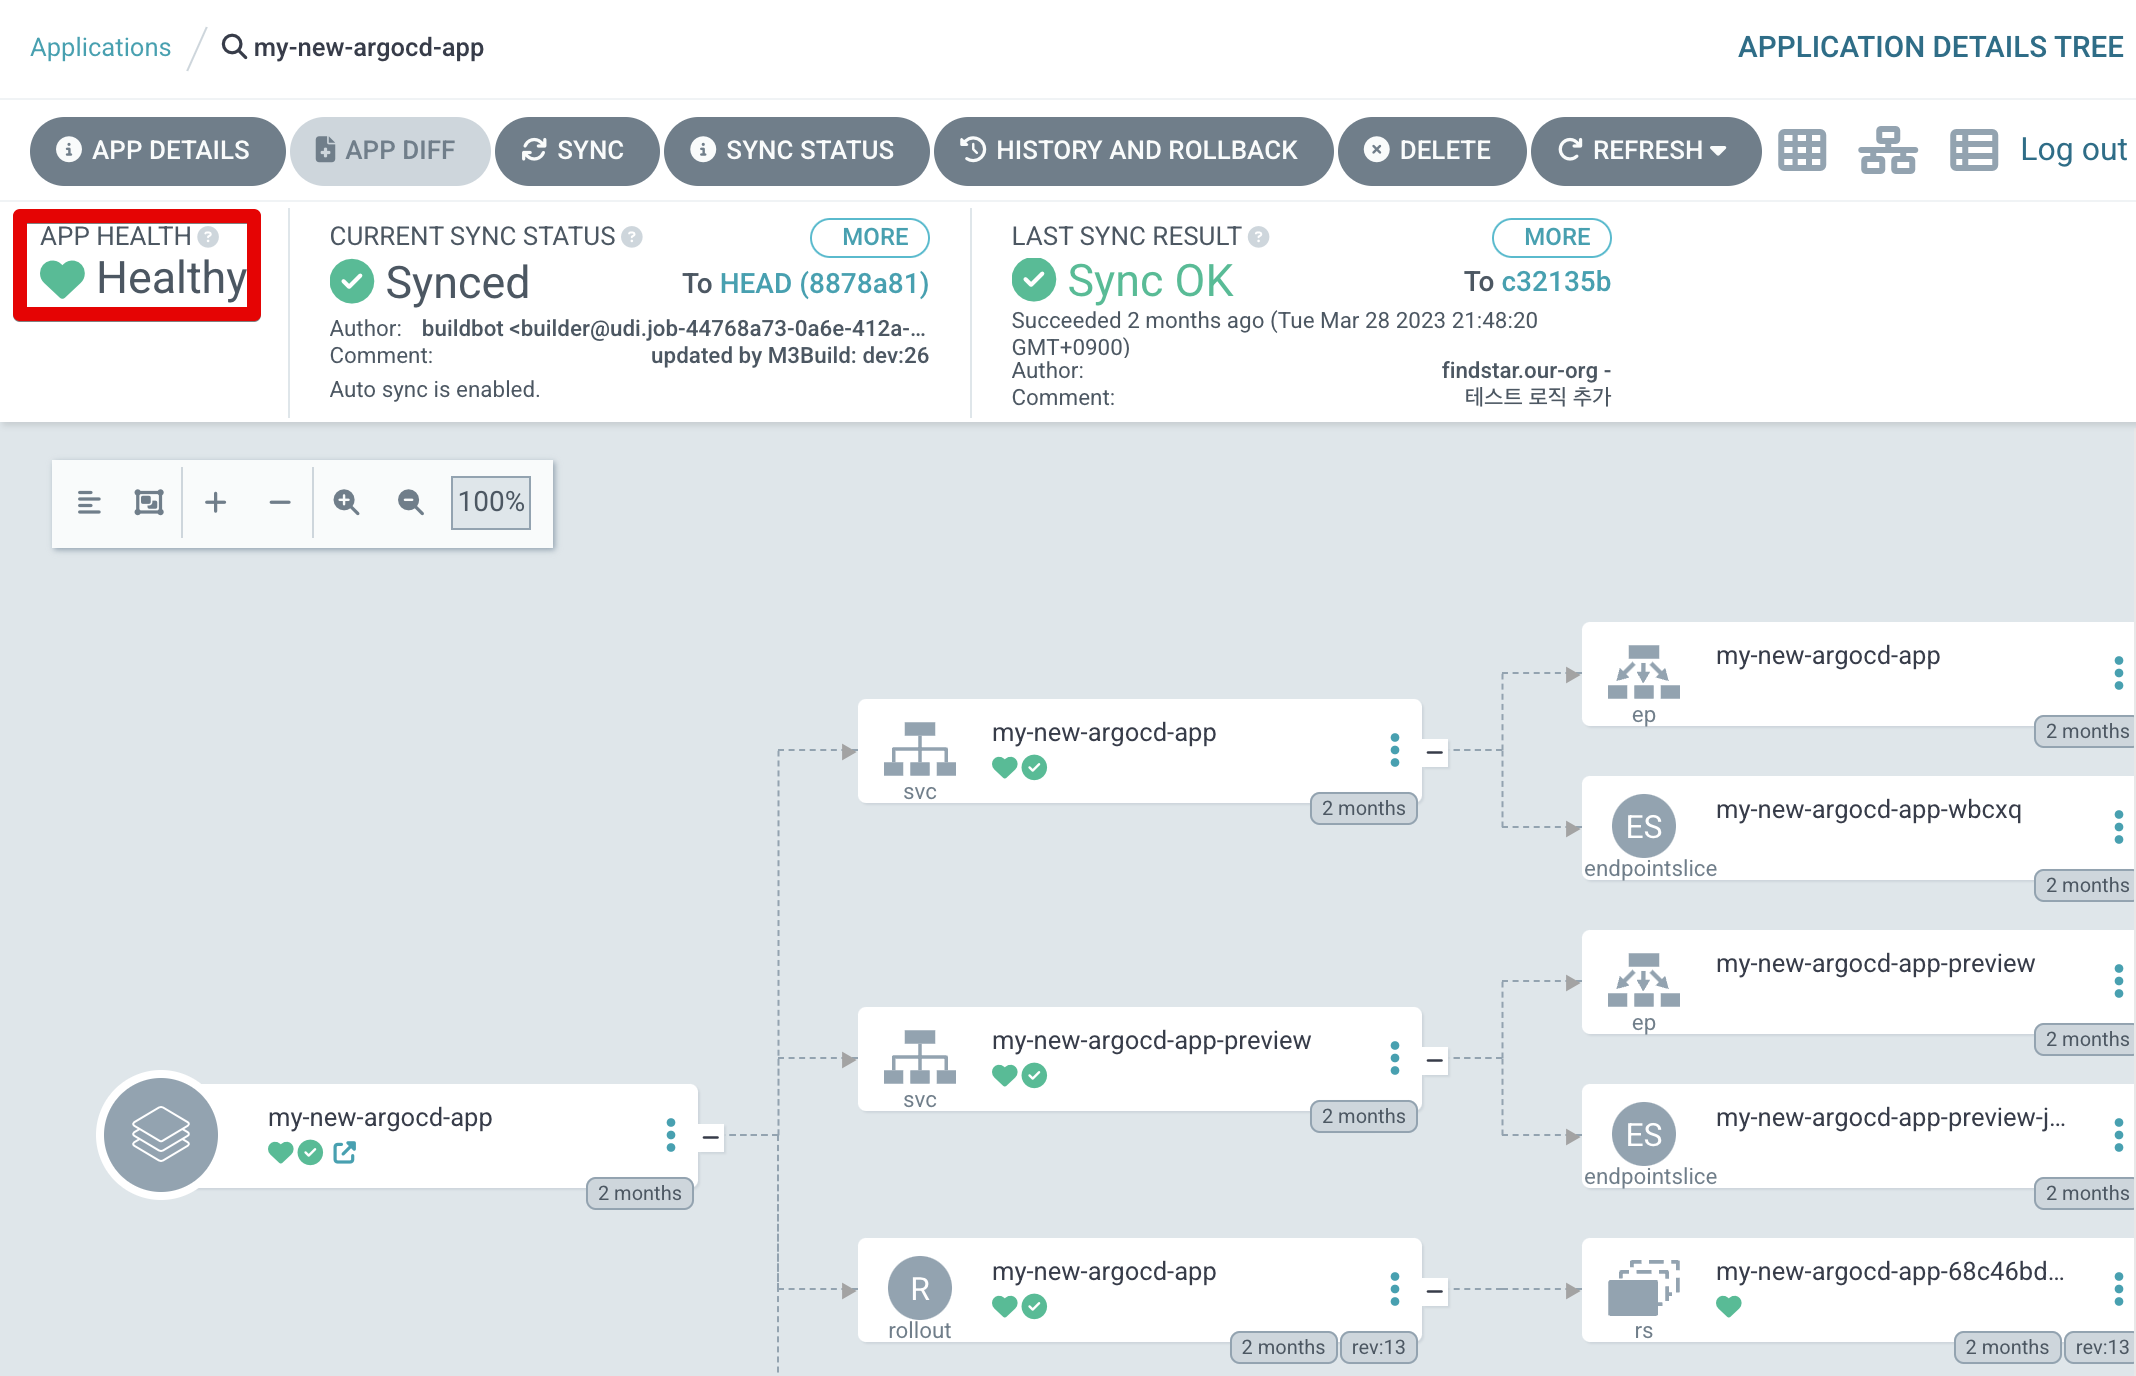 Applications / my-new-argocd-app
APPLICATION DETAILS TREE
APP DETAILS
APP DIFF
SYNC
SYNC STATUS
HISTORY AND ROLLBACK
DELETE
REFRESH
Log out
APP HEALTH ?
Healthy
CURRENT SYNC STATUS ?
MORE
Synced
To HEAD (8878a81)
Author: buildbot <builder@udi.job-44768a73-0a6e-412a-...
Comment: updated by M3Build: dev:26
Auto sync is enabled.
LAST SYNC RESULT ?
MORE
Sync OK
To c32135b
Succeeded 2 months ago (Tue Mar 28 2023 21:48:20
GMT+0900)
Author: findstar.our-org -
Comment: 테스트 로직 추가
100%
my-new-argocd-app
ep
2 months
my-new-argocd-app
svc
2 months
my-new-argocd-app-wbcxq
ES
endpointslice
2 months
my-new-argocd-app-preview
ep
2 months
my-new-argocd-app-preview
svc
2 months
my-new-argocd-app
2 months
my-new-argocd-app-preview-j...
ES
endpointslice
2 months
my-new-argocd-app
R
rollout
2 months
rev:13
my-new-argocd-app-68c46bd...
rs
2 months
rev:13